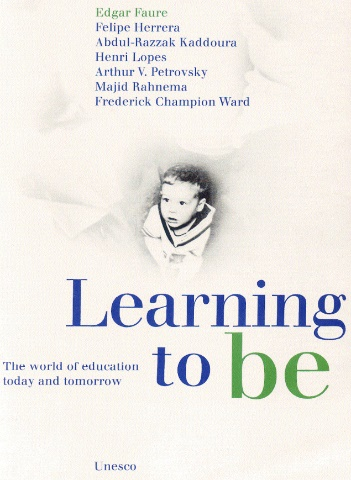 Edgar Faure
Felipe Herrera
Abdul-Razzak Kaddoura
Henri Lopes
Arthur V. Petrovsky
Majid Rahnema
Frederick Champion Ward
Learning
to be
The world of education
today and tomorrow
Unesco